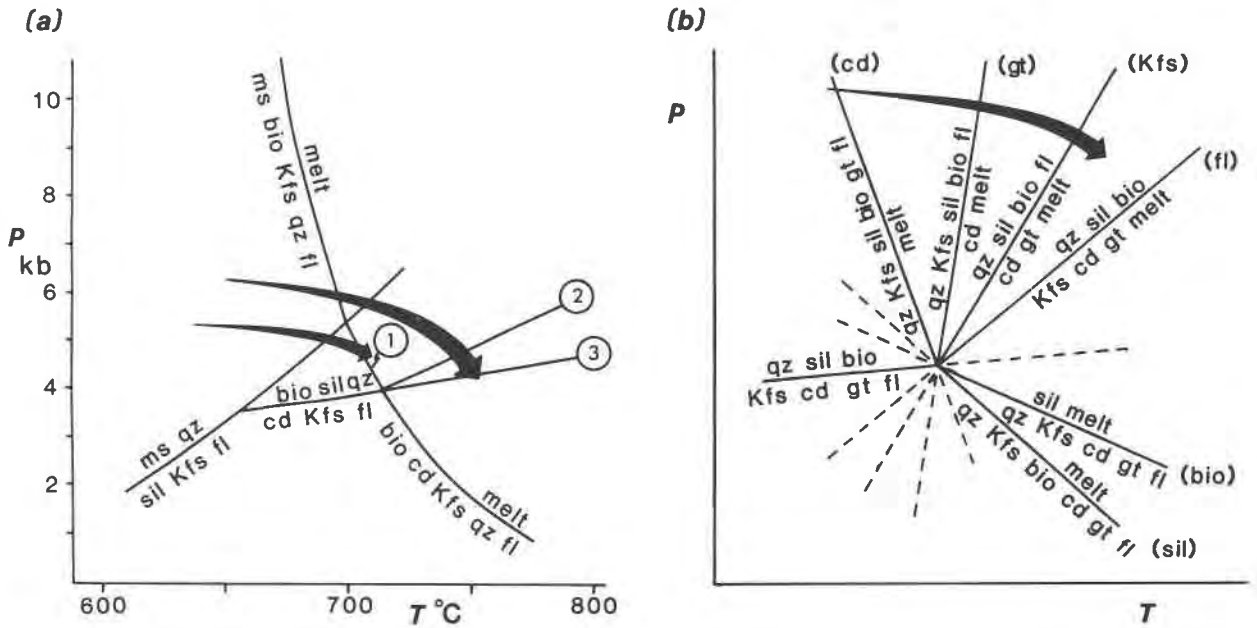 (a)
P
kb
10
8
6
4
2
600
700
800
T °C
melt
ms bio Kfs qz fl
1
2
3
bio sil qz
cd Kfs fl
ms qz
sil Kfs fl
melt
bio cd Kfs qz fl
(b)
P
T
(cd)
(gt)
(Kfs)
(fl)
melt
qz Kfs sil bio gt fl
qz Kfs sil bio fl
cd melt
qz sil bio fl
cd gt melt
qz sil bio
Kfs cd gt melt
qz sil bio
Kfs cd gt fl
sil melt
qz Kfs cd gt fl
(bio)
melt
qz Kfs bio cd gt fl
(sil)